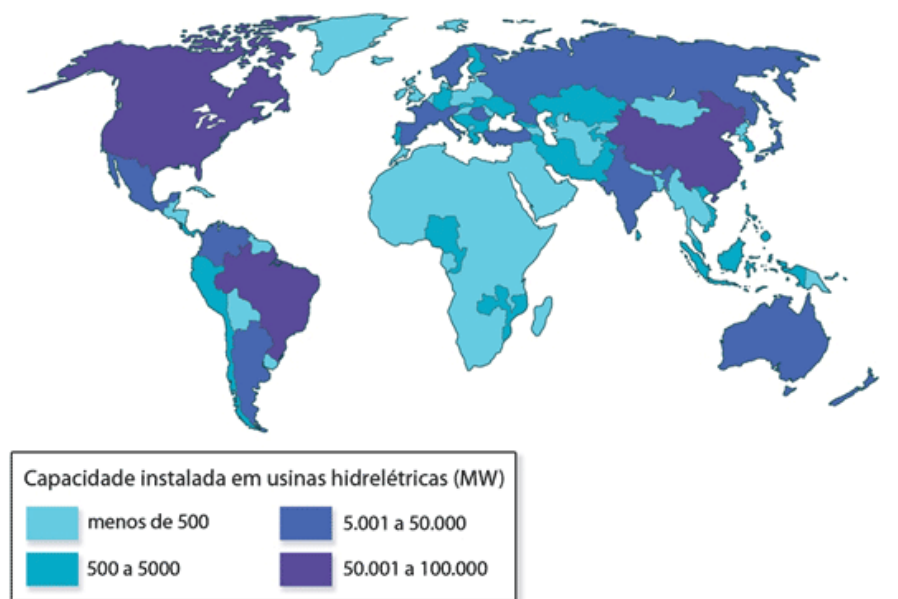 Capacidade instalada em usinas hidrelétricas (MW)
menos de 500
5.001 a 50.000
500 a 5000
50.001 a 100.000